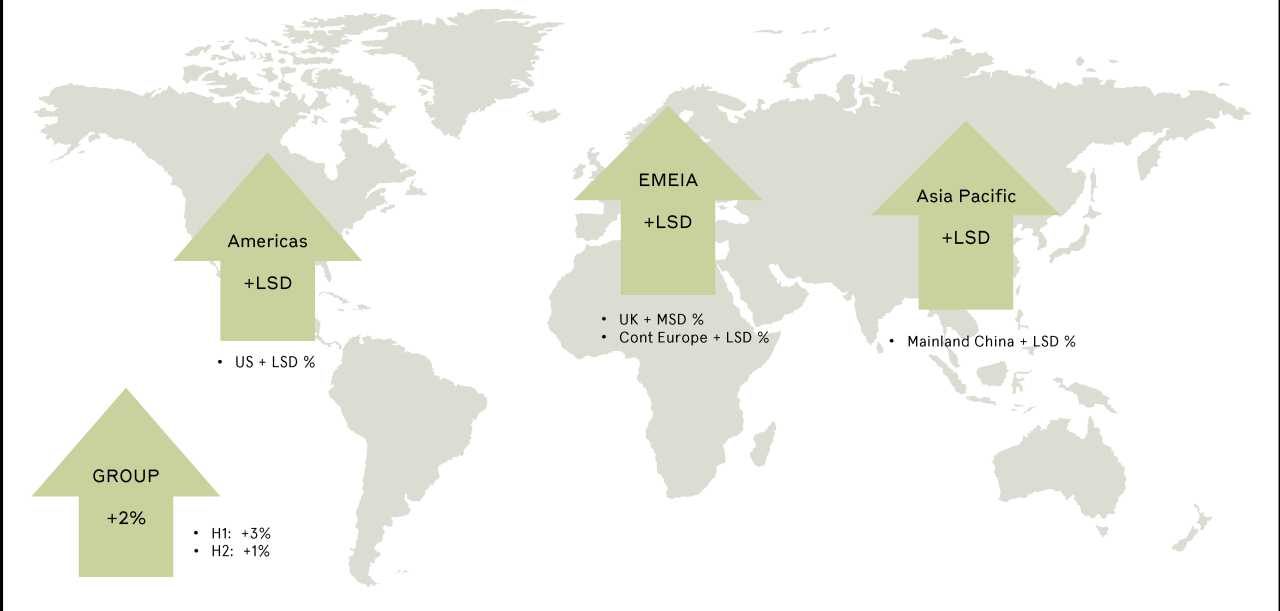 EMEIA
+LSD
• UK + MSD %
• Cont Europe + LSD %
Asia Pacific
+LSD
• Mainland China + LSD %
Americas
+LSD
• US + LSD %
GROUP
+2%
• H1: +3%
• H2: +1%